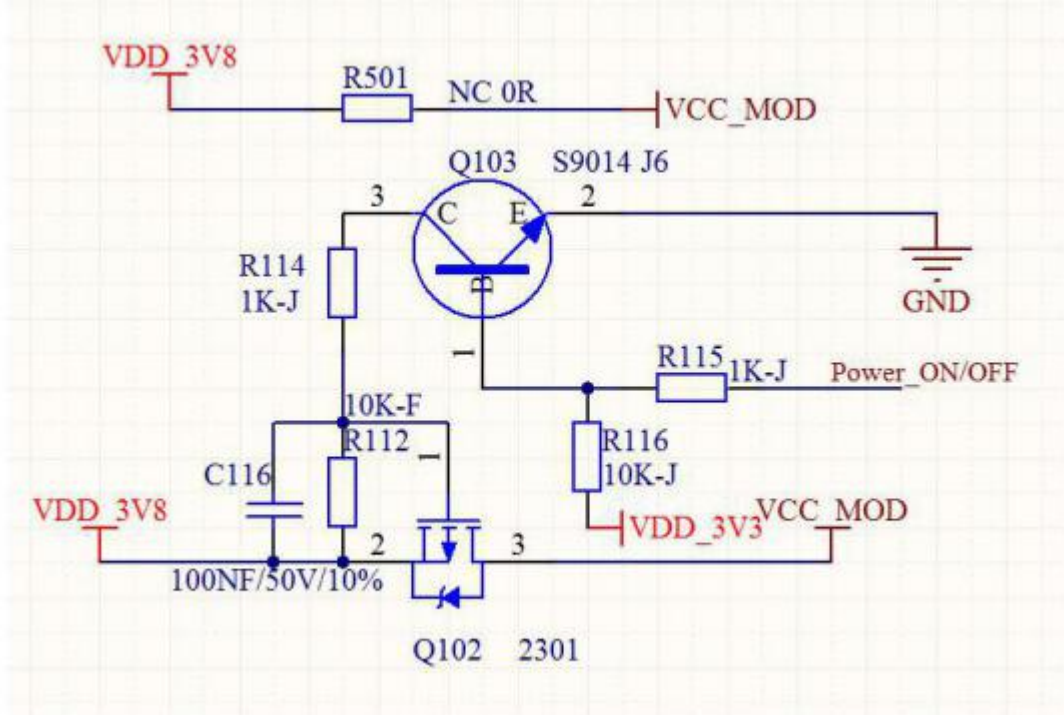 VDD_3V8
R501
NC 0R
VCC_MOD
Q103
S9014 J6
3
2
C
E
B
R114
1K-J
GND
1
R115
1K-J
Power_ON/OFF
10K-F
R112
1
R116
10K-J
C116
VDD_3V8
VDD_3V3
VCC_MOD
2
3
100NF/50V/10%
Q102
2301